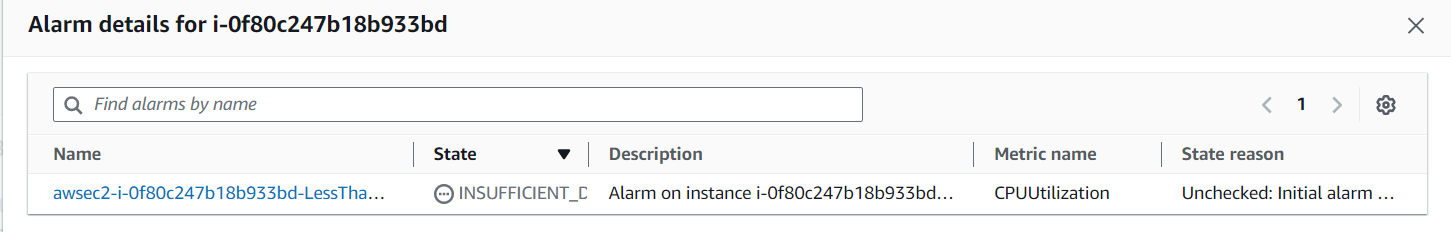 Alarm details for i-0f80c247b18b933bd
Find alarms by name
1
Name State Description Metric name State reason
awsec2-i-0f80c247b18b933bd-LessTha... INSUFFICIENT_D Alarm on instance i-0f80c247b18b933bd... CPUUtilization Unchecked: Initial alarm ...